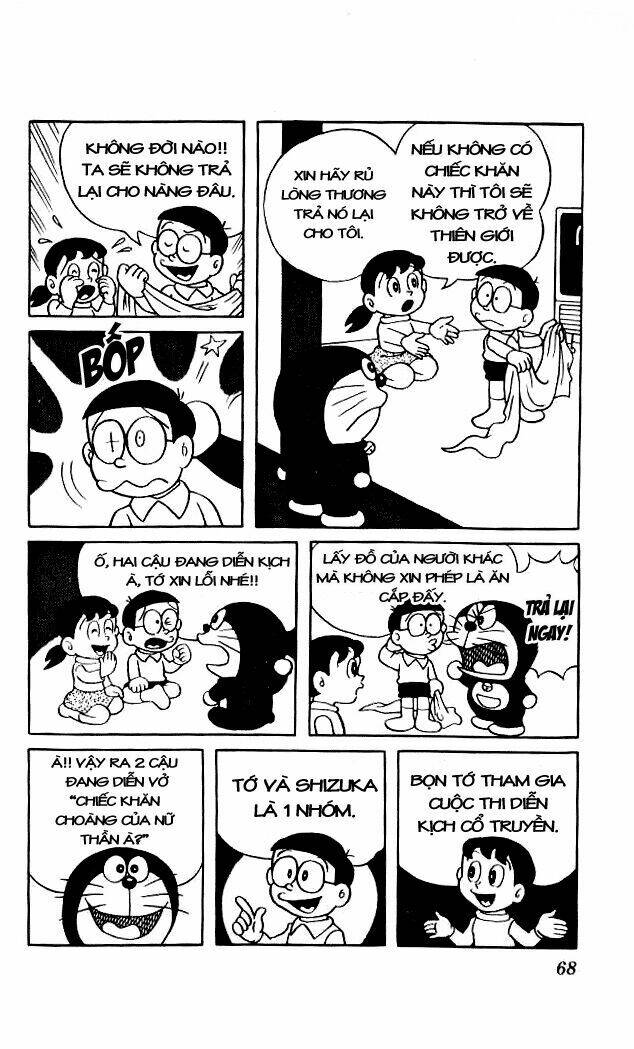 NẾU KHÔNG CÓ
CHIẾC KHĂN
NÀY THÌ TÔI SẼ
KHÔNG TRỞ VỀ
THIÊN GIỚI
ĐƯỢC.
XIN HÃY RỦ
LÒNG THƯƠNG
TRẢ NÓ LẠI
CHO TÔI.
KHÔNG ĐỜI NÀO!!
TA SẼ KHÔNG TRẢ
LẠI CHO NÀNG ĐÂU.
BỐP
LẤY ĐỒ CỦA NGƯỜI KHÁC
MÀ KHÔNG XIN PHÉP LÀ ĂN
CẮP ĐẤY.
TRẢ LẠI
NGAY!
Ố, HAI CẬU ĐANG DIỄN KỊCH
À, TỚ XIN LỖI NHÉ!!
BỌN TỚ THAM GIA
CUỘC THI DIỄN
KỊCH CỔ TRUYỀN.
TỚ VÀ SHIZUKA
LÀ 1 NHÓM.
À!! VẬY RA 2 CẬU
ĐANG DIỄN VỞ
"CHIẾC KHĂN
CHOÀNG CỦA NỮ
THẦN À?"
68